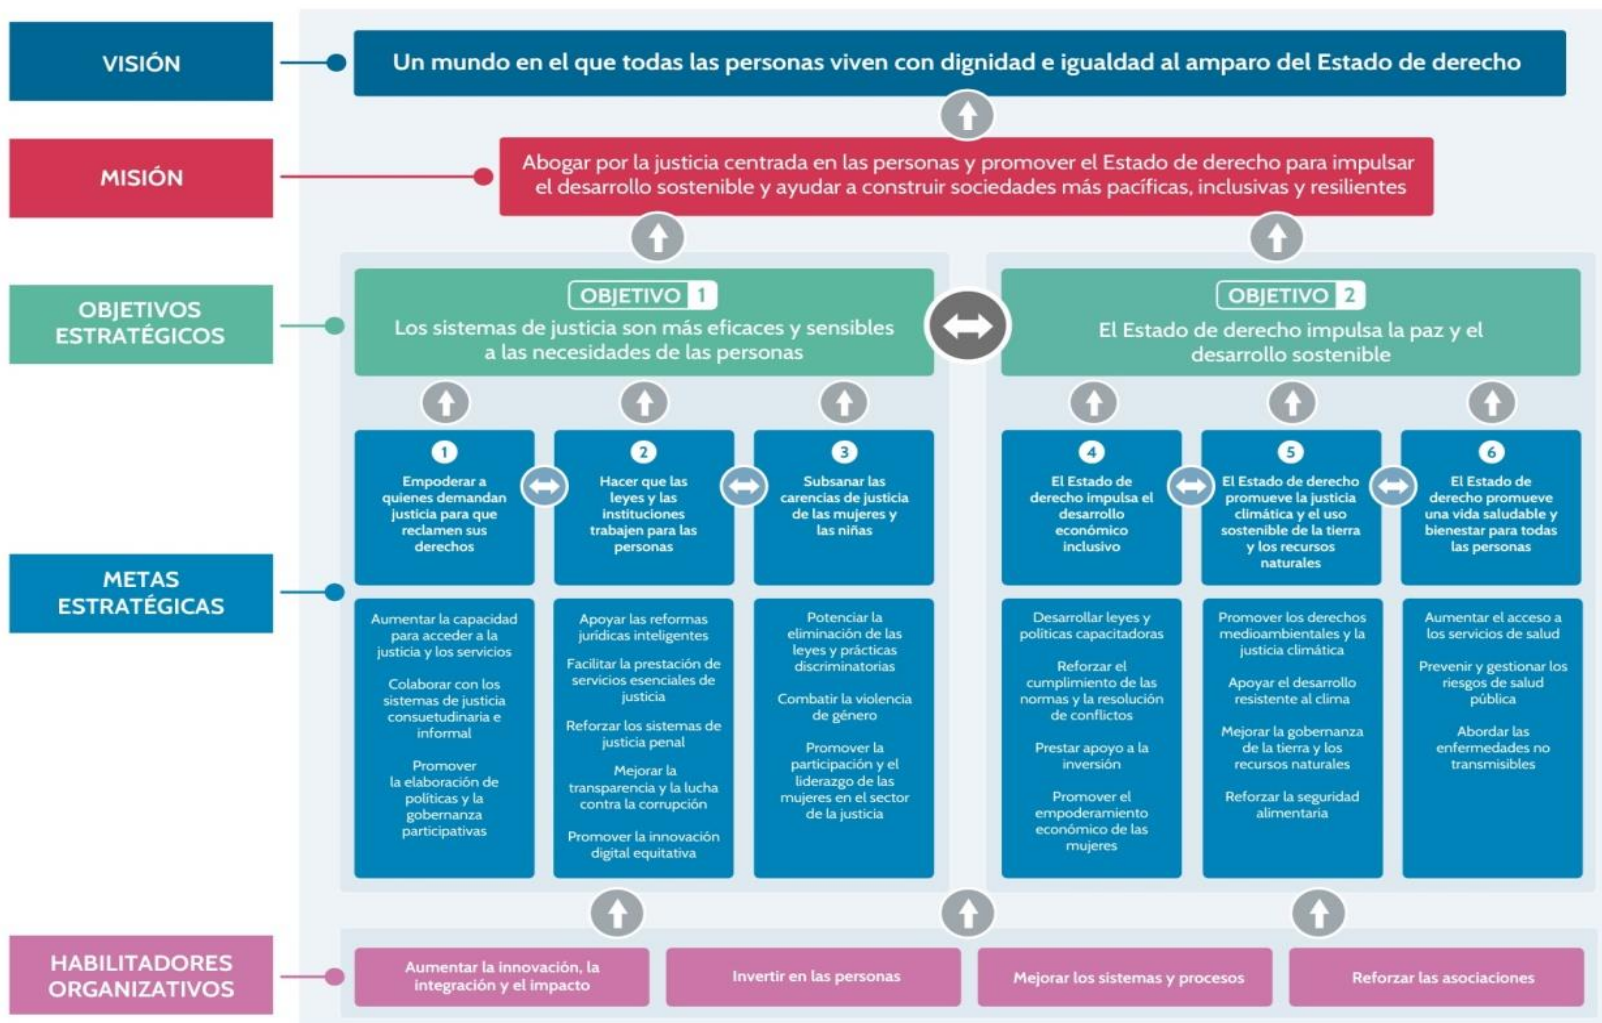 VISIÓN
Un mundo en el que todas las personas viven con dignidad e igualdad al amparo del Estado de derecho
MISIÓN
Abogar por la justicia centrada en las personas y promover el Estado de derecho para impulsar
el desarrollo sostenible y ayudar a construir sociedades más pacíficas, inclusivas y resilientes
OBJETIVOS
ESTRATÉGICOS
OBJETIVO 1
Los sistemas de justicia son más eficaces y sensibles
a las necesidades de las personas
OBJETIVO 2
El Estado de derecho impulsa la paz y el
desarrollo sostenible
METAS
ESTRATÉGICAS
1
Empoderar a
quienes demandan
justicia para que
reclamen sus
derechos
Aumentar la capacidad
para acceder a la
justicia y los servicios
Colaborar con los
sistemas de justicia
consuetudinaria e
informal
Promover
la elaboración de
políticas y la
gobernanza
participativas
2
Hacer que las
leyes y las
instituciones
trabajen para las
personas
Apoyar las reformas
jurídicas inteligentes
Facilitar la prestación de
servicios esenciales de
justicia
Reforzar los sistemas de
justicia penal
Mejorar la
transparencia y la lucha
contra la corrupción
Promover la innovación
digital equitativa
3
Subsanar las
carencias de justicia
de las mujeres y
las niñas
Potenciar la
eliminación de las
leyes y prácticas
discriminatorias
Combatir la violencia
de género
Promover la
participación y el
liderazgo de las
mujeres en el sector
de la justicia
4
El Estado de
derecho impulsa el
desarrollo
económico
inclusivo
Desarrollar leyes y
políticas capacitadoras
Reforzar el
cumplimiento de las
normas y la resolución
de conflictos
Prestar apoyo a la
inversión
Promover el
empoderamiento
económico de las
mujeres
5
El Estado de derecho
promueve la justicia
climática y el uso
sostenible de la tierra
y los recursos
naturales
Promover los derechos
medioambientales y la
justicia climática
Apoyar el desarrollo
resistente al clima
Mejorar la gobernanza
de la tierra y los
recursos naturales
Reforzar la seguridad
alimentaria
6
El Estado de
derecho promueve
una vida saludable y
bienestar para todas
las personas
Aumentar el acceso a
los servicios de salud
Prevenir y gestionar los
riesgos de salud
pública
Abordar las
enfermedades no
transmisibles
HABILITADORES
ORGANIZATIVOS
Aumentar la innovación, la
integración y el impacto
Invertir en las personas
Mejorar los sistemas y procesos
Reforzar las asociaciones